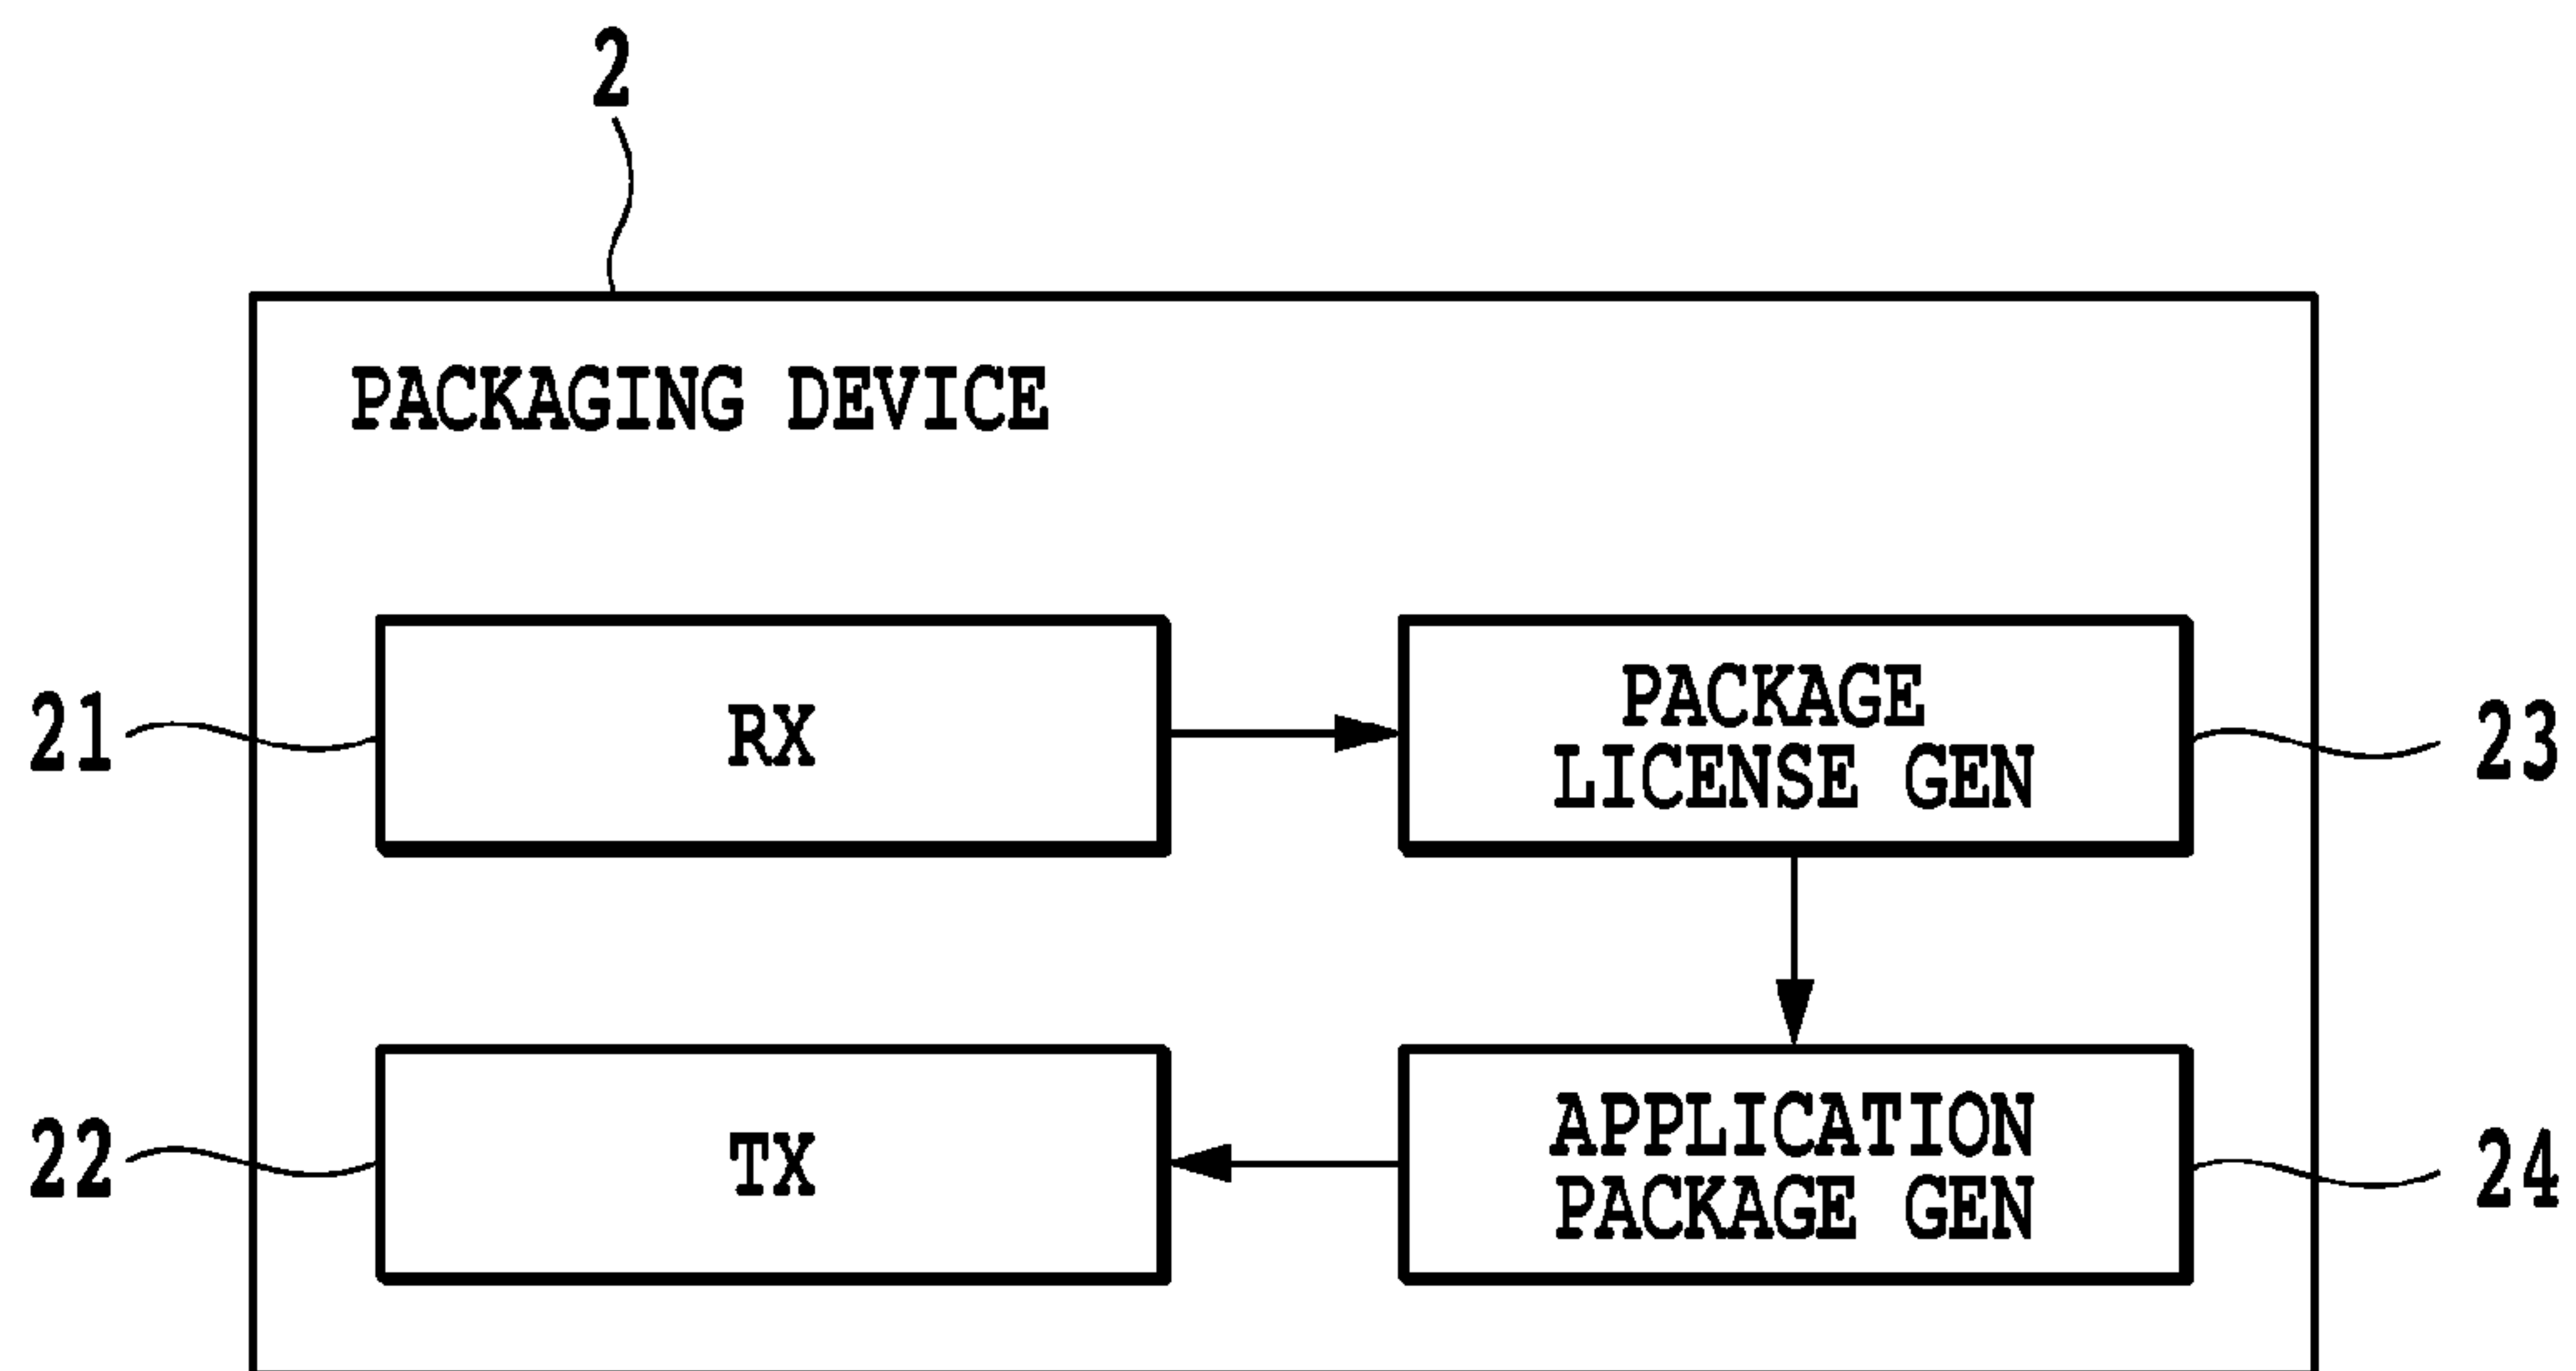 2
PACKAGING DEVICE
21
RX
PACKAGE
LICENSE GEN
23
22
TX
APPLICATION
PACKAGE GEN
24